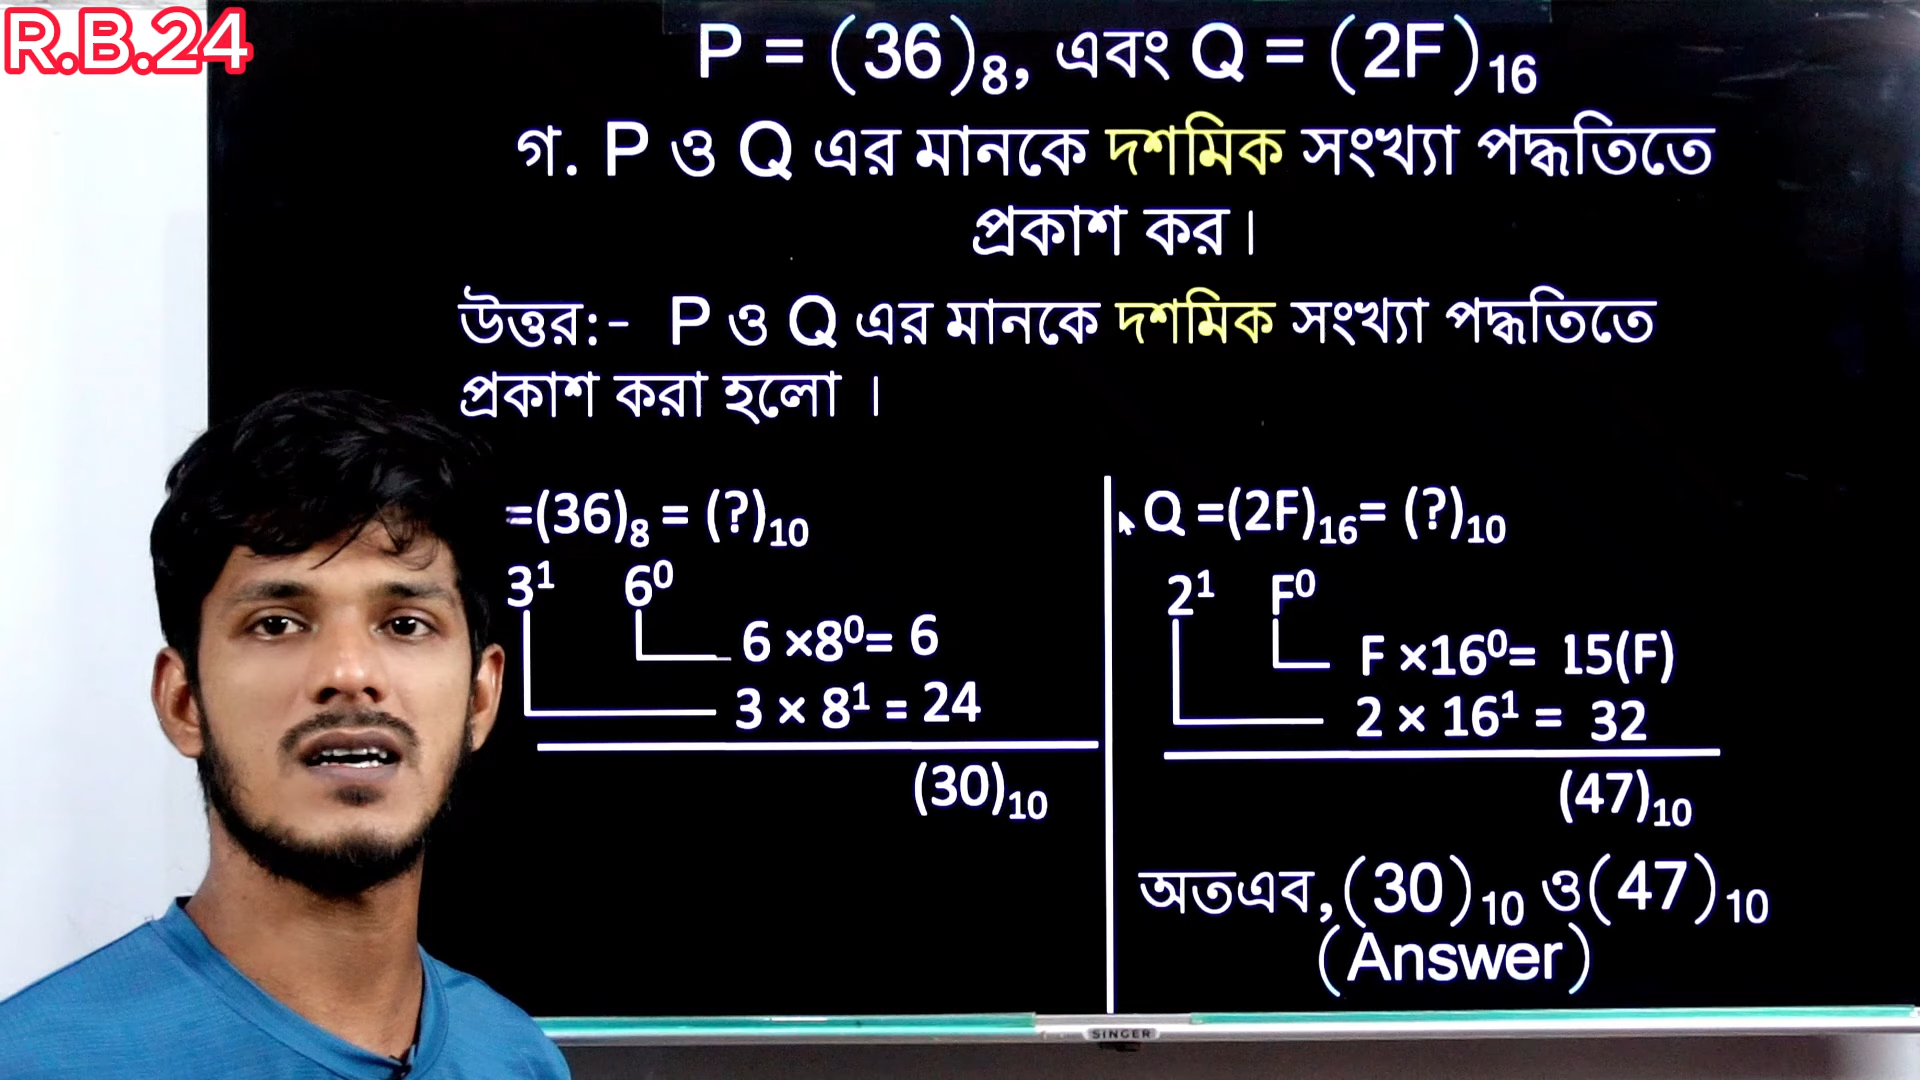 R.B.24
P = (36)₈, এবং Q = (2F)₁₆
গ. P ও Q এর মানকে দশমিক সংখ্যা পদ্ধতিতে
প্রকাশ কর।
উত্তর:- P ও Q এর মানকে দশমিক সংখ্যা পদ্ধতিতে
প্রকাশ করা হলো ।
=(36)₈ = (?)₁₀
3¹ 6⁰
6 ×8⁰= 6
3 × 8¹ = 24
(30)₁₀
Q =(2F)₁₆= (?)₁₀
2¹ F⁰
F ×16⁰= 15(F)
2 × 16¹ = 32
(47)₁₀
অতএব,(30)₁₀ ও(47)₁₀
(Answer)
SINGER